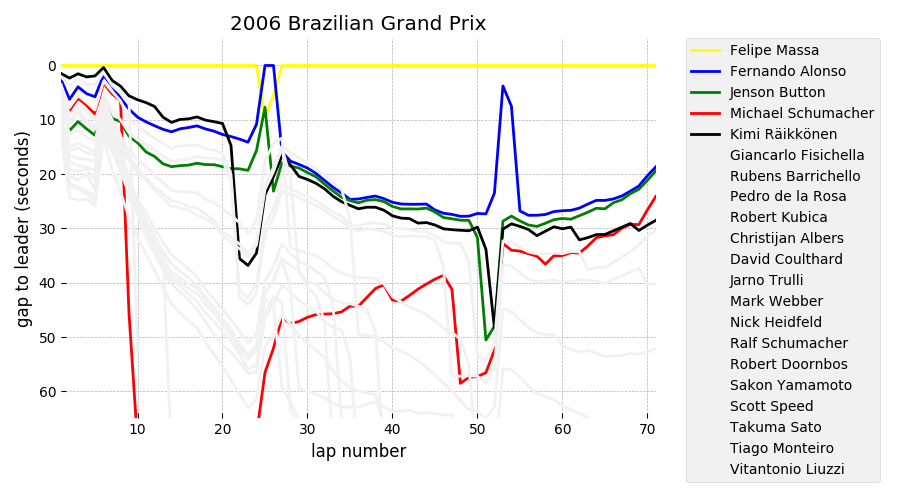 2006 Brazilian Grand Prix
gap to leader (seconds)
0
10
20
30
40
50
60
10
20
30
40
50
60
70
lap number
Felipe Massa
Fernando Alonso
Jenson Button
Michael Schumacher
Kimi Räikkönen
Giancarlo Fisichella
Rubens Barrichello
Pedro de la Rosa
Robert Kubica
Christijan Albers
David Coulthard
Jarno Trulli
Mark Webber
Nick Heidfeld
Ralf Schumacher
Robert Doornbos
Sakon Yamamoto
Scott Speed
Takuma Sato
Tiago Monteiro
Vitantonio Liuzzi